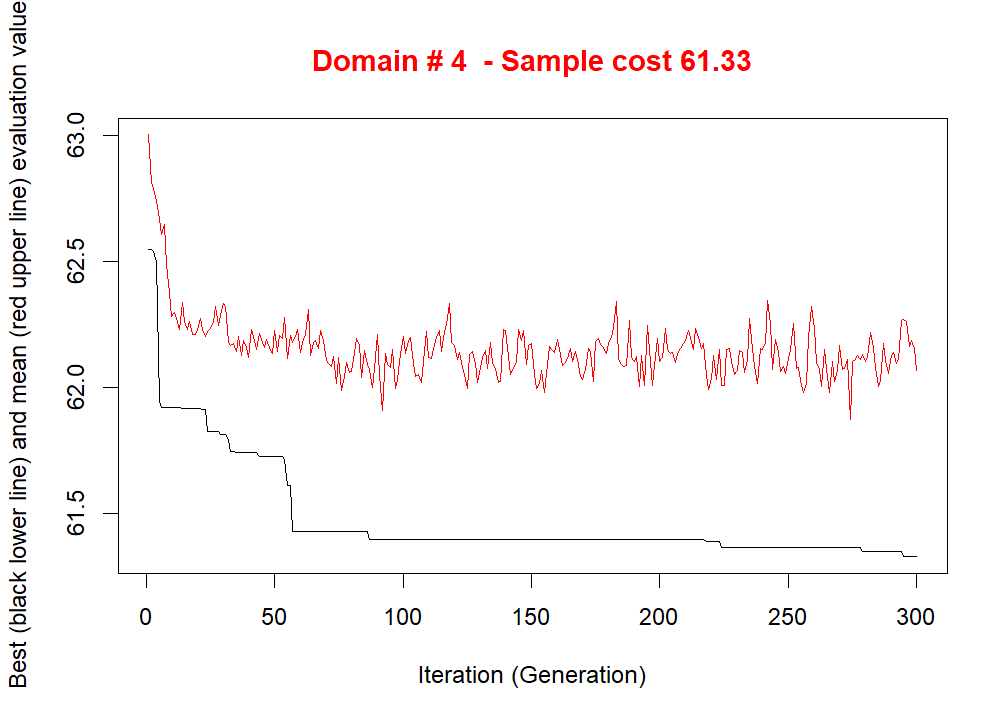 Domain # 4  - Sample cost 61.33
Best (black lower line) and mean (red upper line) evaluation value
63.0
62.5
62.0
61.5
0 50 100 150 200 250 300
Iteration (Generation)